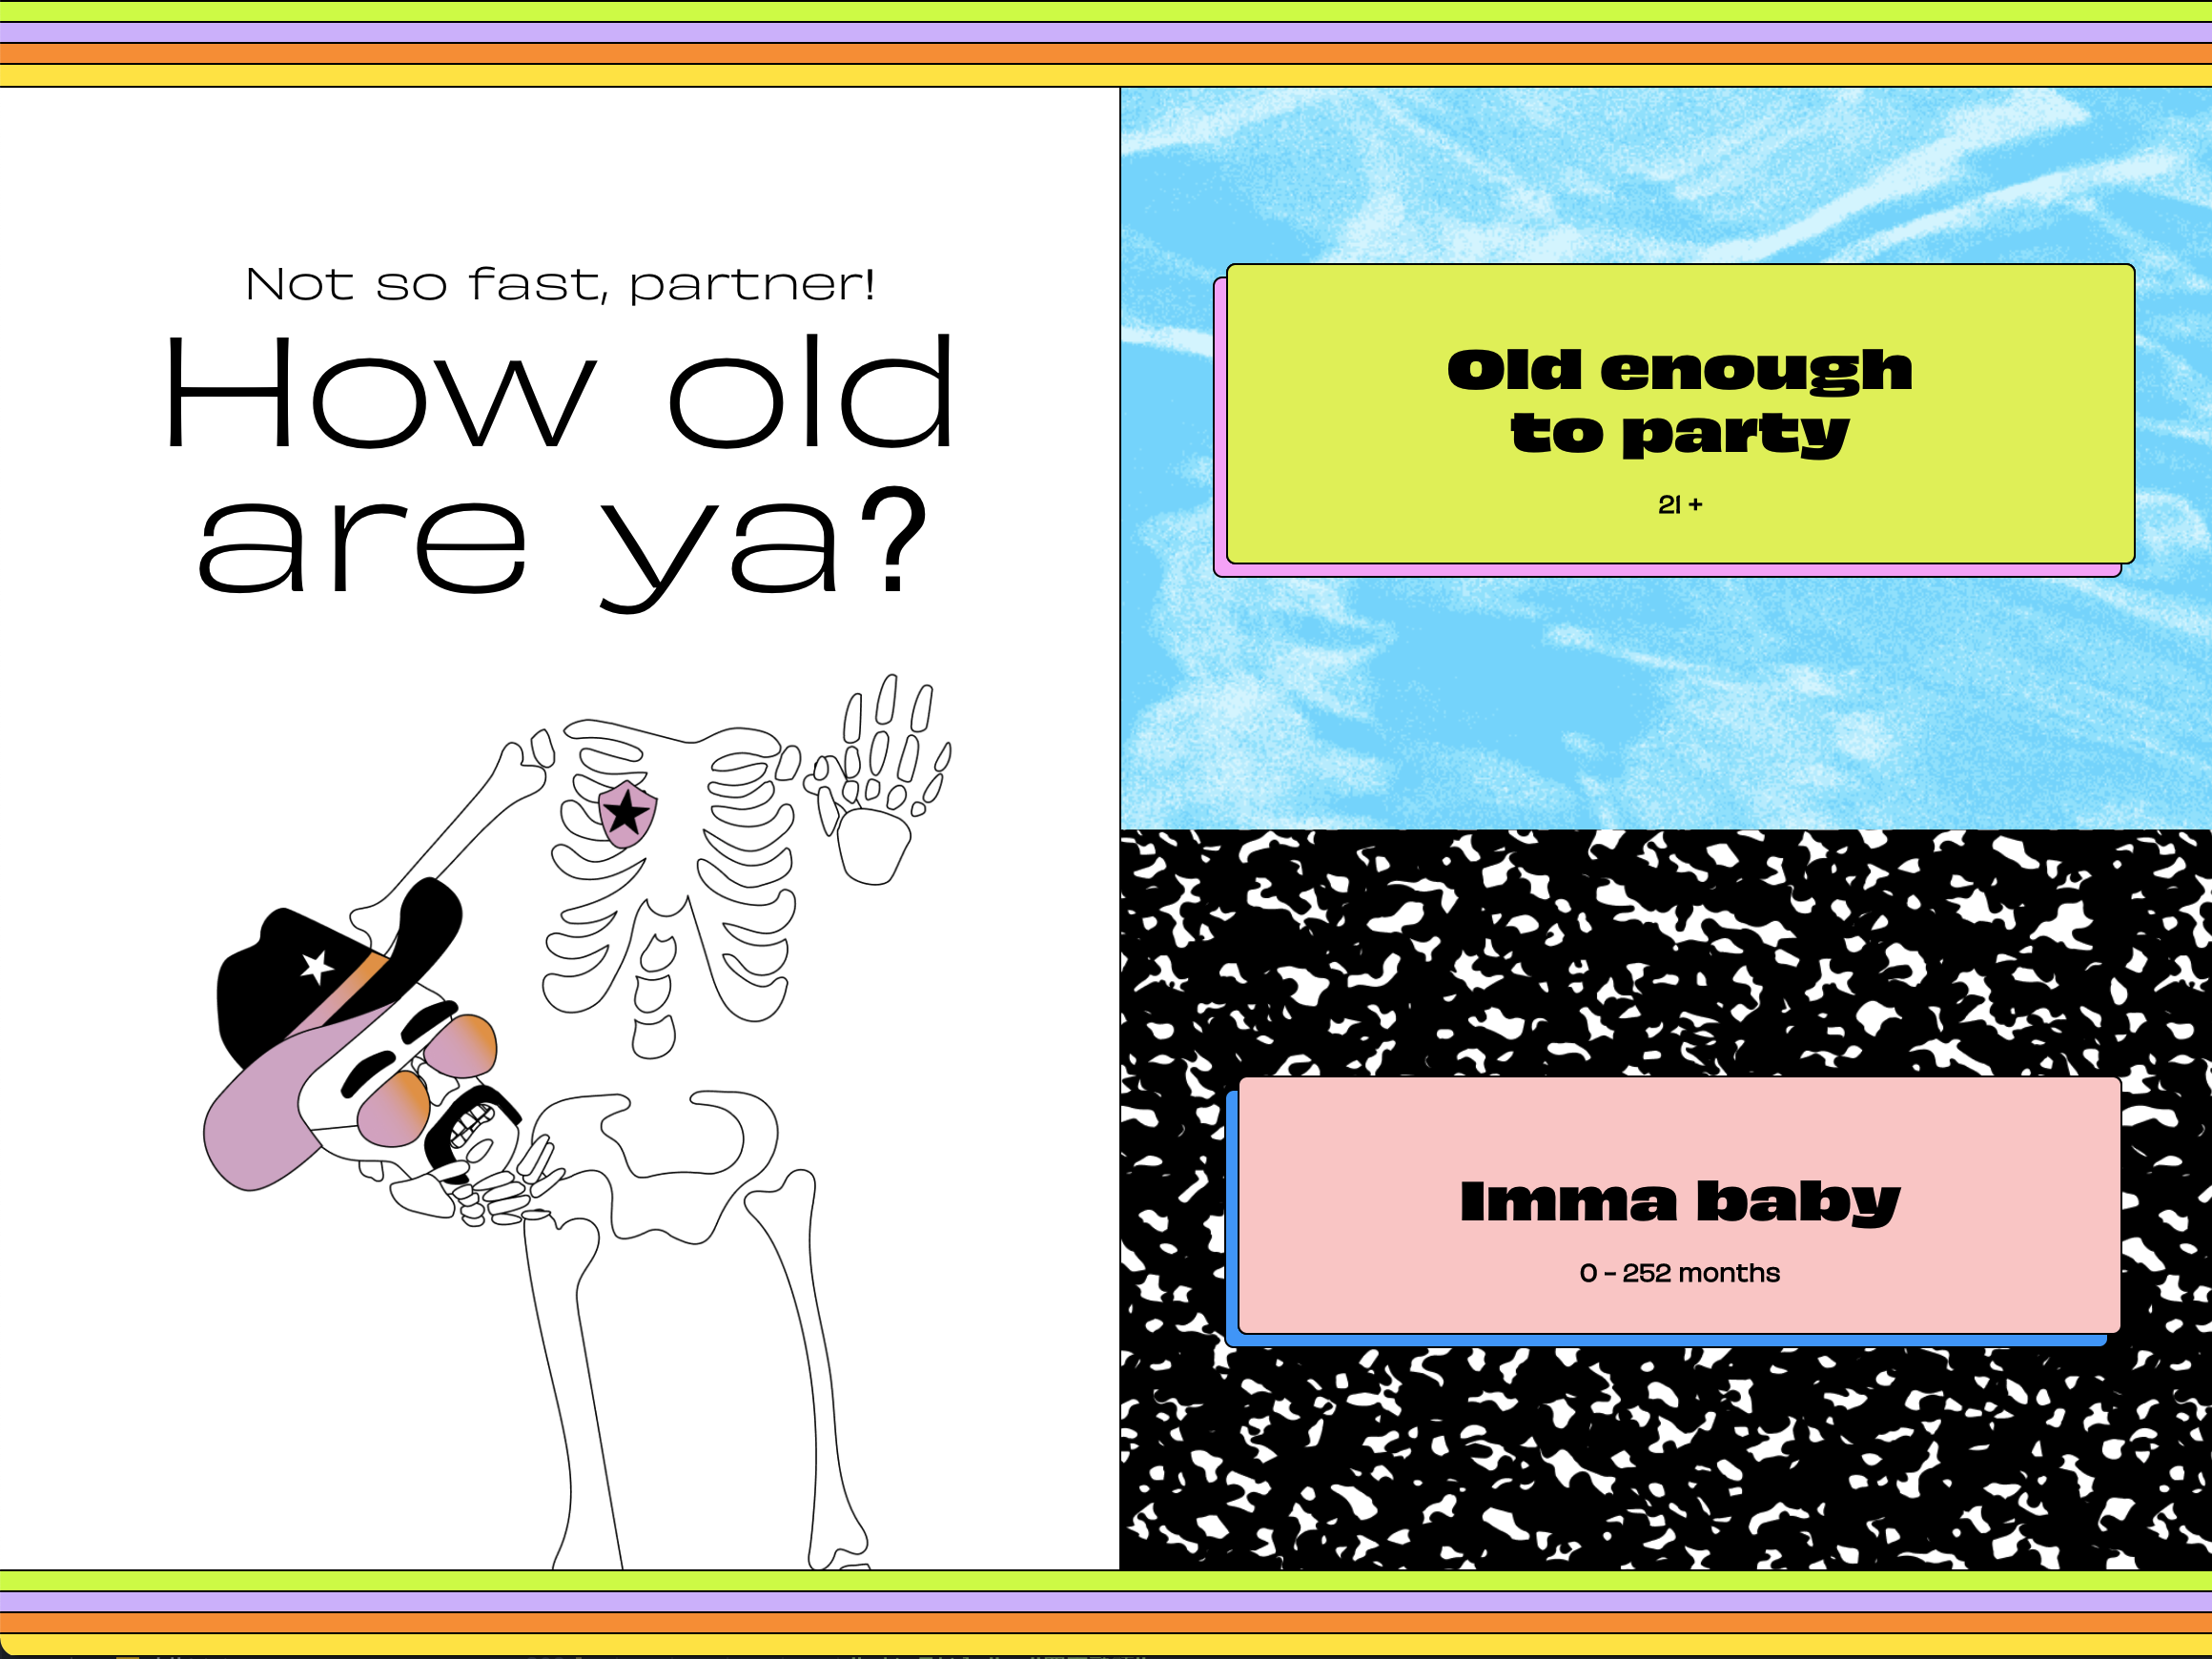 Not so fast, partner!
How old
are ya?
Old enough
to party
21 +
Imma baby
0 - 252 months